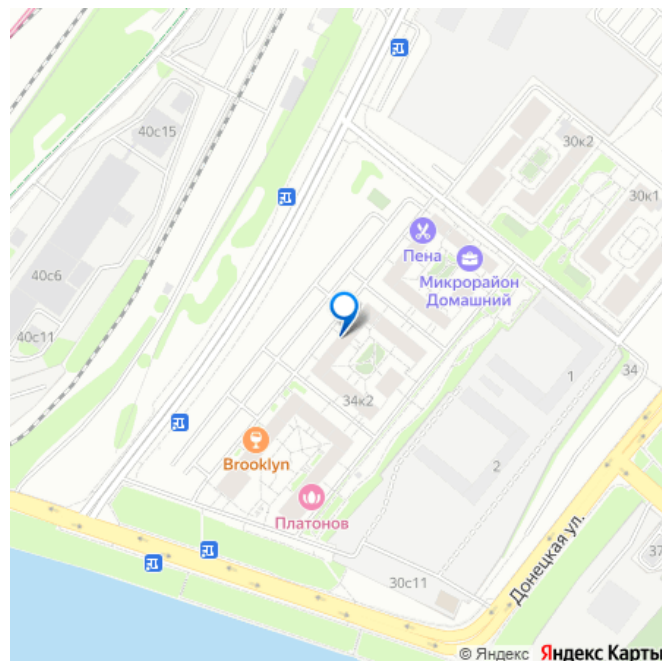 40с15
30к2
30к1
Пена
Микрорайон
Домашний
40с6
40с11
1
34
34к2
Brooklyn
2
Платонов
Донецкая ул.
37
30с11
© Яндекс Яндекс Карты